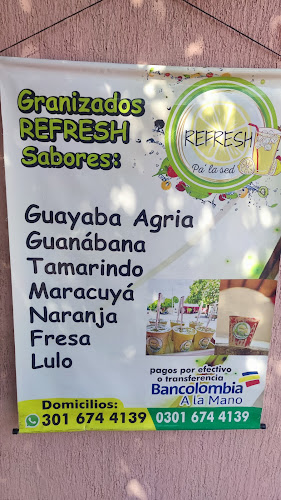 Granizados
REFRESH
Sabores:
REFRESH
Pa' la sed
Guayaba Agria
Guanábana
Tamarindo
Maracuyá
Naranja
Fresa
Lulo
pagos por efectivo
o transferencia
Bancolombia
A la Mano
Domicilios:
301 674 4139
0301 674 4139